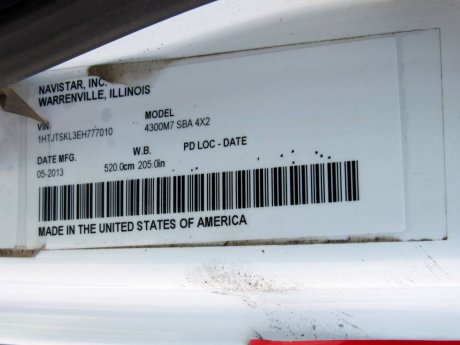 NAVISTAR, INC.
WARRENVILLE, ILLINOIS
VIN MODEL
1HTJTSKL3EH777010 4300M7 SBA 4X2
DATE MFG. W.B. PD LOC - DATE
05-2013 520.0cm 205.0in
MADE IN THE UNITED STATES OF AMERICA